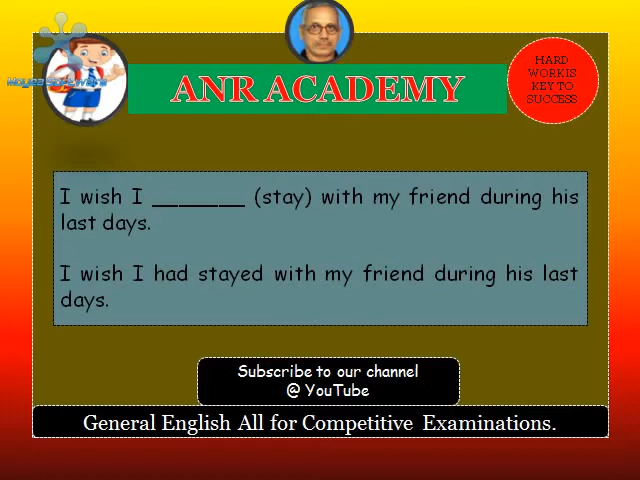 ANR ACADEMY
HARD
WORK IS
KEY TO
SUCCESS
I wish I _______ (stay) with my friend during his
last days.
I wish I had stayed with my friend during his last
days.
Subscribe to our channel
@ YouTube
General English All for Competitive Examinations.